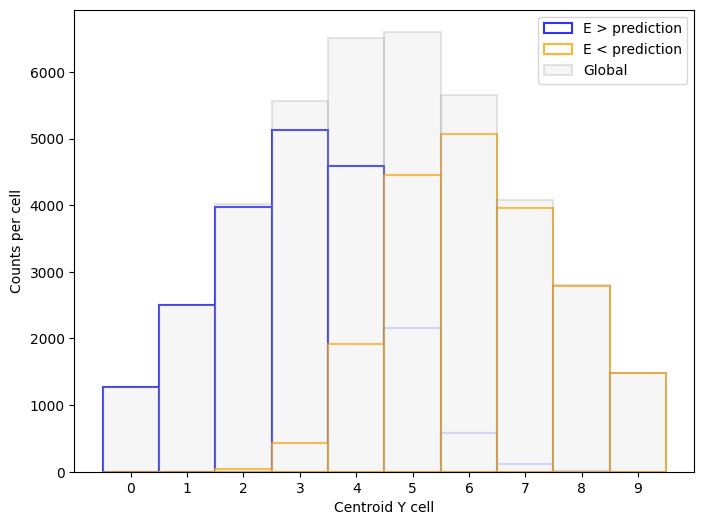 E > prediction
E < prediction
Global
Counts per cell
6000
5000
4000
3000
2000
1000
0
0 1 2 3 4 5 6 7 8 9
Centroid Y cell